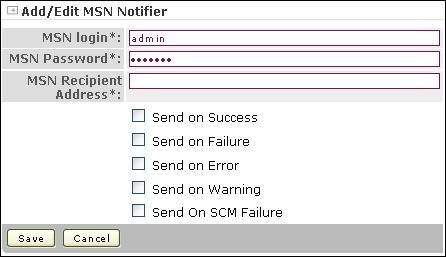 Add/Edit MSN Notifier
MSN login*: admin
MSN Password*: •••••••
MSN Recipient
Address*:
Send on Success
Send on Failure
Send on Error
Send on Warning
Send On SCM Failure
Save Cancel